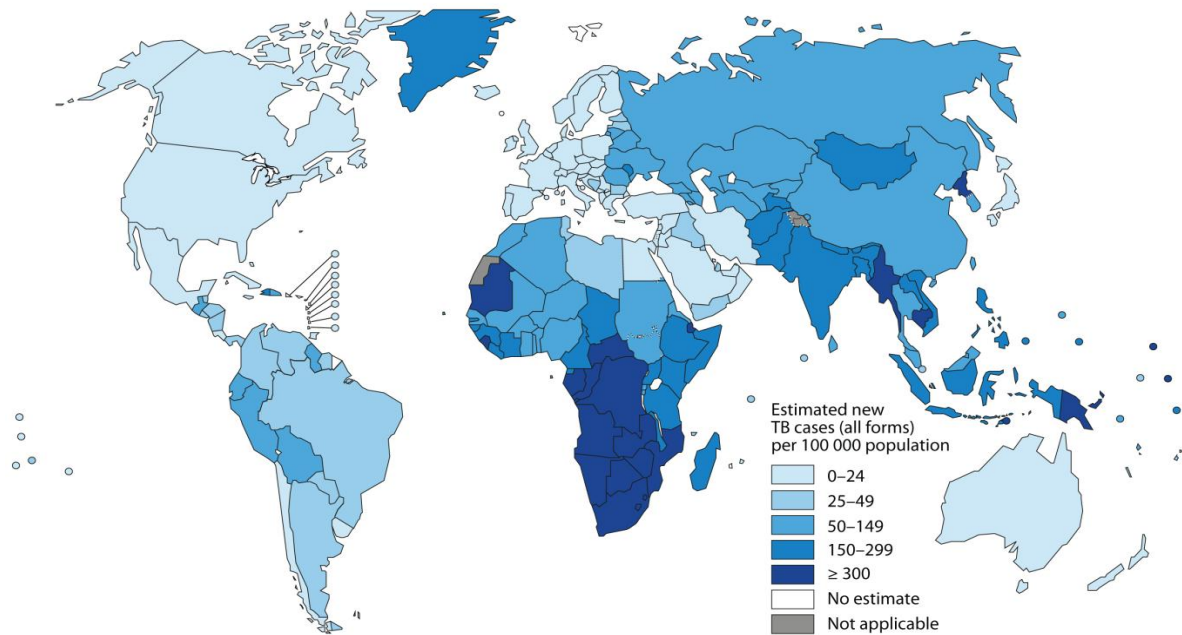 Estimated new
TB cases (all forms)
per 100 000 population
0–24
25–49
50–149
150–299
≥ 300
No estimate
Not applicable